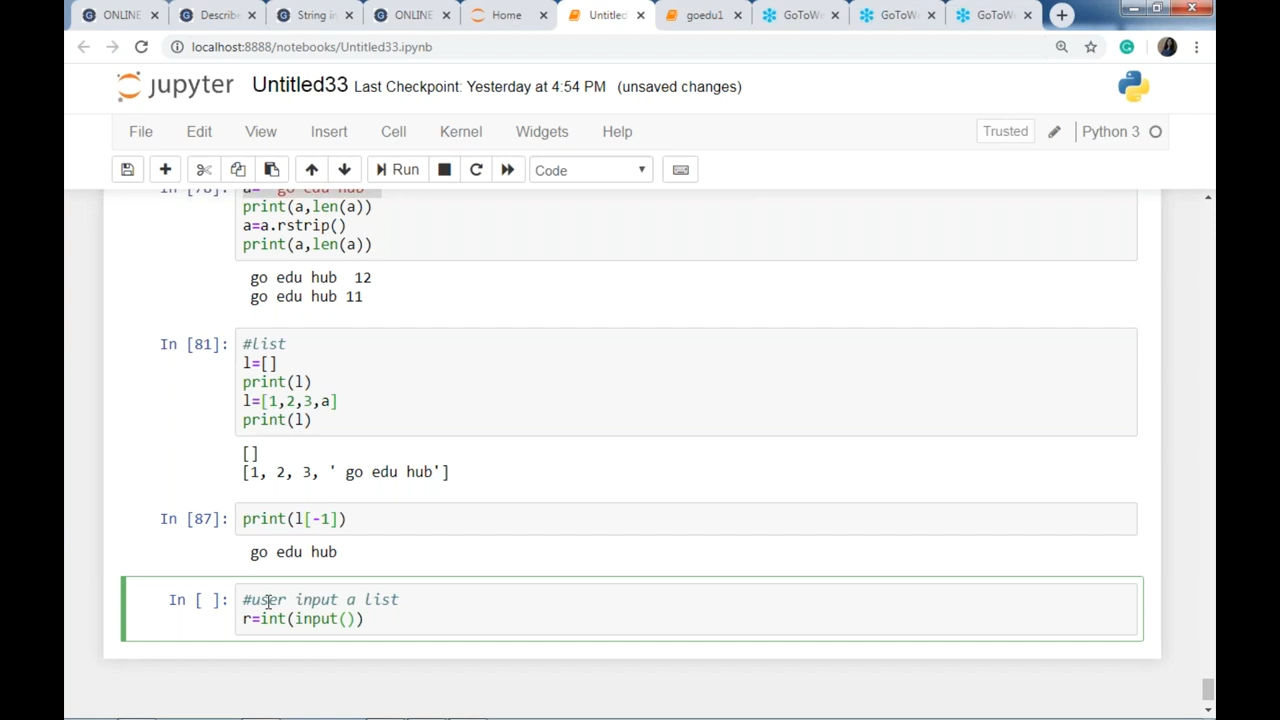 ONLINE
Describe
String in
ONLINE
Home
Untitled
goedu1
GoToWe
GoToWe
GoToWe
localhost:8888/notebooks/Untitled33.ipynb
jupyter Untitled33 Last Checkpoint: Yesterday at 4:54 PM (unsaved changes)
File Edit View Insert Cell Kernel Widgets Help Trusted Python 3
Run Code
In [78]: a=" go edu hub "
print(a,len(a))
a=a.rstrip()
print(a,len(a))
go edu hub  12
go edu hub 11
In [81]: #list
l=[]
print(l)
l=[1,2,3,a]
print(l)
[]
[1, 2, 3, ' go edu hub']
In [87]: print(l[-1])
go edu hub
In [ ]: #user input a list
r=int(input())